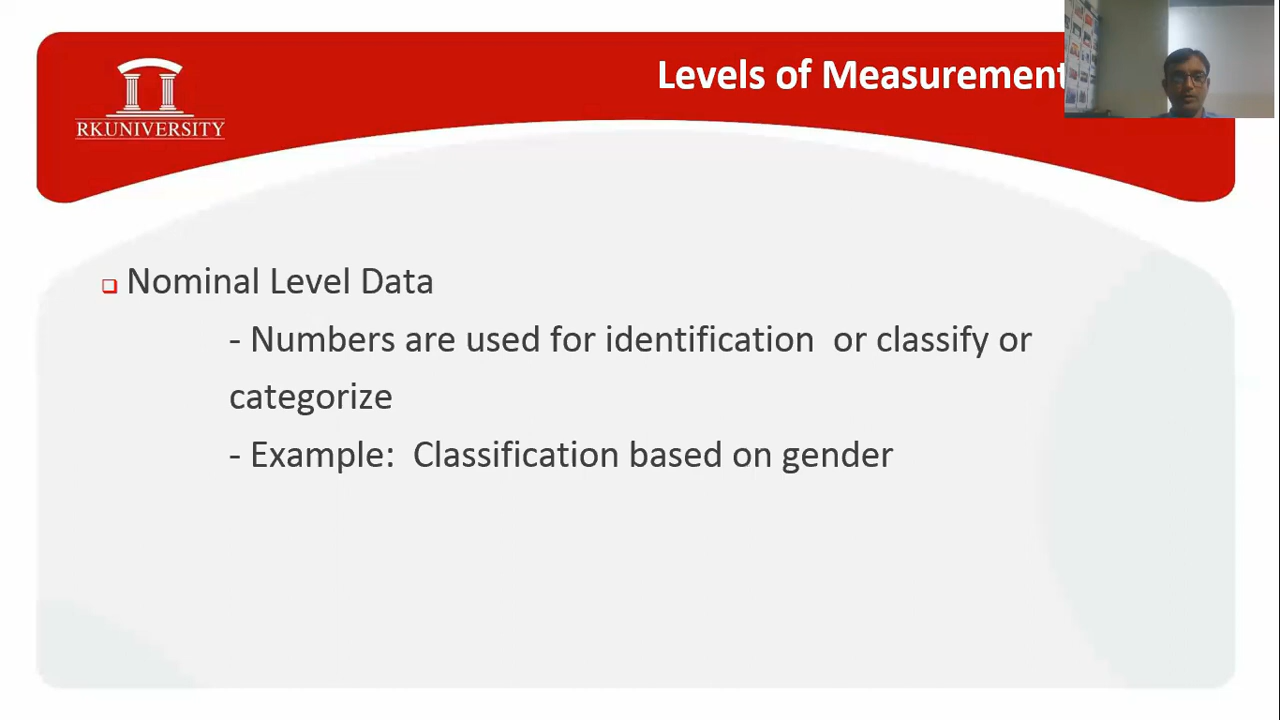 Levels of Measurement
RKUNIVERSITY
❑ Nominal Level Data
- Numbers are used for identification or classify or
categorize
- Example: Classification based on gender